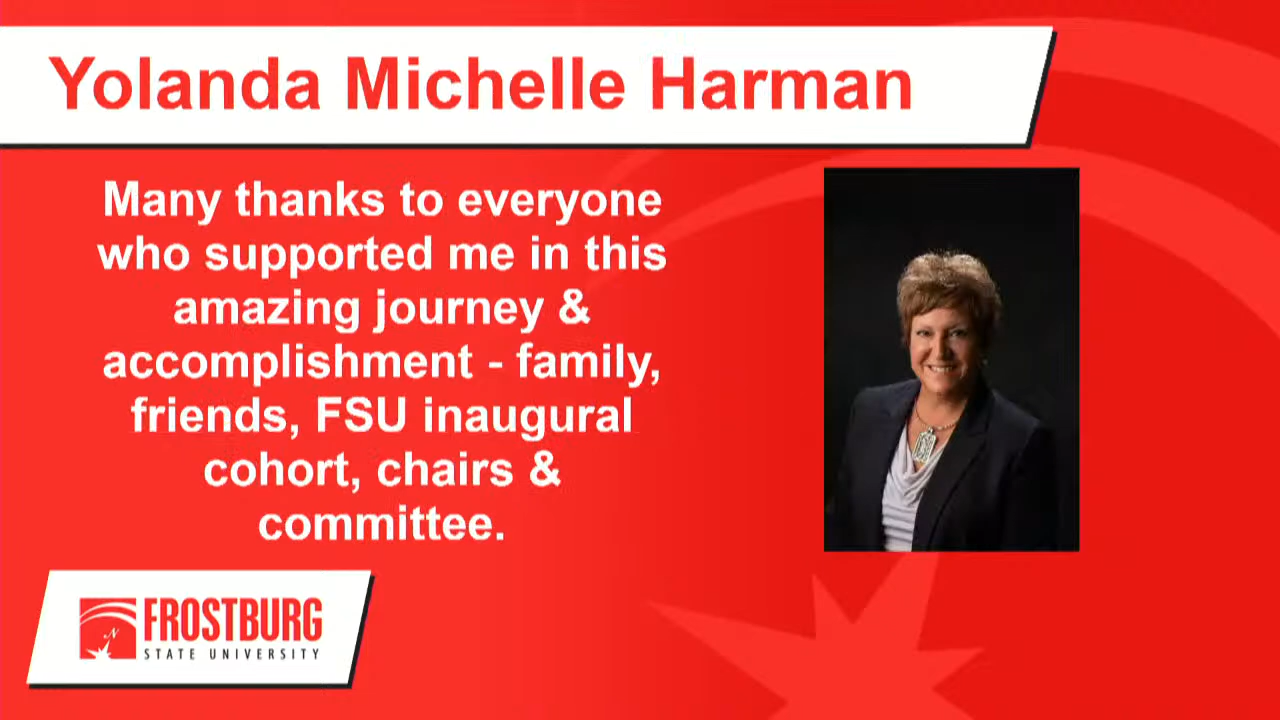 Yolanda Michelle Harman
Many thanks to everyone
who supported me in this
amazing journey &
accomplishment - family,
friends, FSU inaugural
cohort, chairs &
committee.
N
FROSTBURG
STATE UNIVERSITY